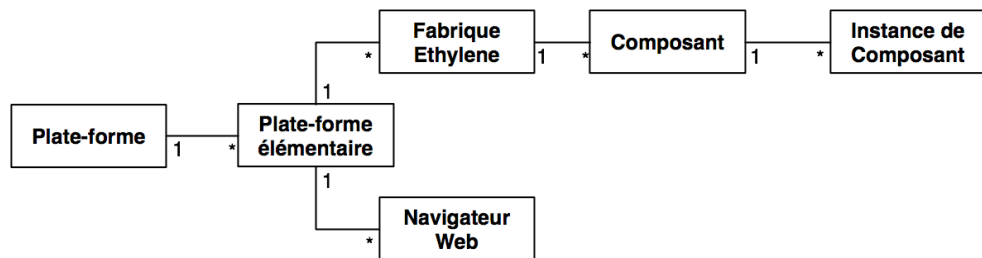 Fabrique
Ethylene
Composant
Instance de
Composant
*
1
*
1
*
1
Plate-forme
Plate-forme
élémentaire
1
*
1
Navigateur
Web
*